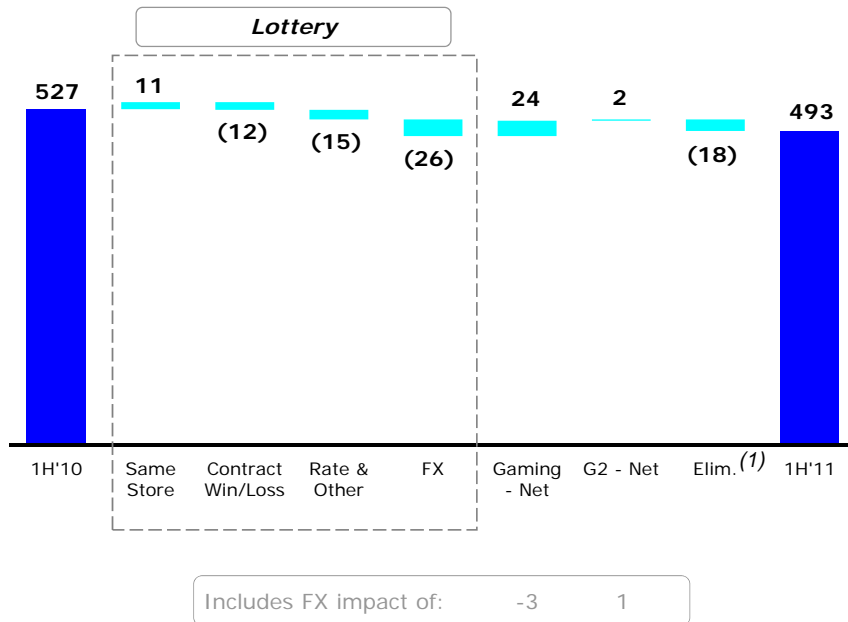 Lottery
527
11
(12)
(15)
(26)
24
2
(18)
493
1H'10
Same
Store
Contract
Win/Loss
Rate &
Other
FX
Gaming
- Net
G2 - Net
Elim.(1)
1H'11
Includes FX impact of: -3 1